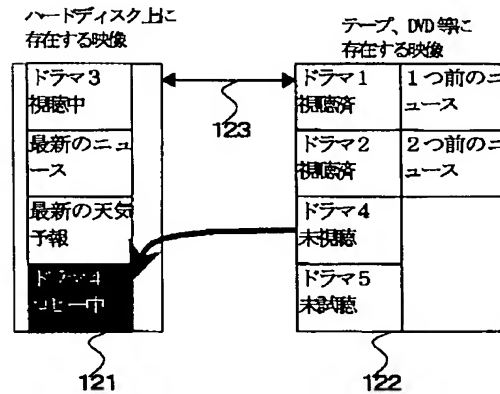 ハードディスク上に
存在する映像
テープ、DVD等に
存在する映像
ドラマ3
視聴中
最新のニュ
ース
最新の天気
予報
ドラマ4
コピー中
ドラマ1
視聴済
1つ前のニ
ュース
ドラマ2
視聴済
2つ前のニ
ュース
ドラマ4
未視聴
ドラマ5
未試聴
123
121
122